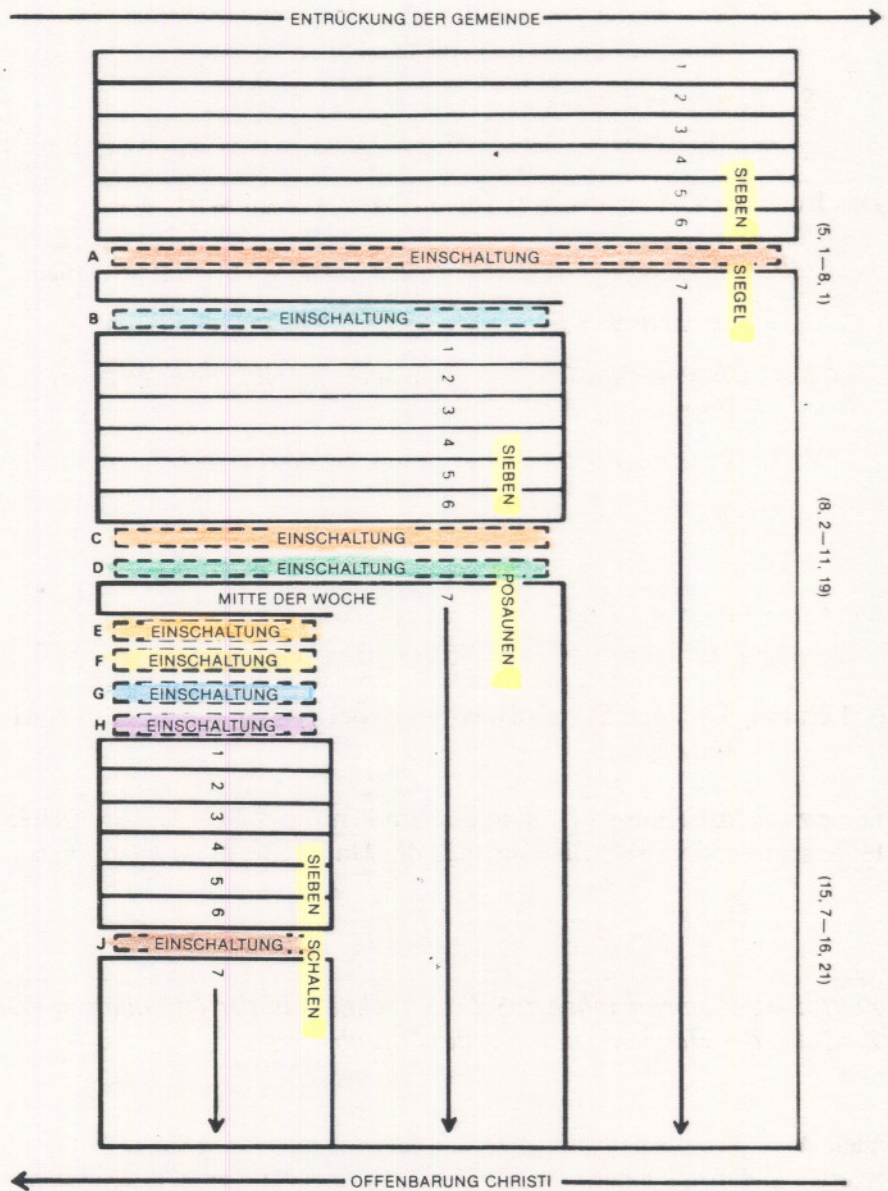 ENTRÜCKUNG DER GEMEINDE
1
2
3
4
5
6
SIEBEN SIEGEL
(5, 1—8, 1)
A EINSCHALTUNG
7
B EINSCHALTUNG
1
2
3
4
5
6
SIEBEN POSAUNEN
(8, 2—11, 19)
C EINSCHALTUNG
D EINSCHALTUNG
7
MITTE DER WOCHE
E EINSCHALTUNG
F EINSCHALTUNG
G EINSCHALTUNG
H EINSCHALTUNG
1
2
3
4
5
6
SIEBEN SCHALEN
(15, 7—16, 21)
J EINSCHALTUNG
7
OFFENBARUNG CHRISTI